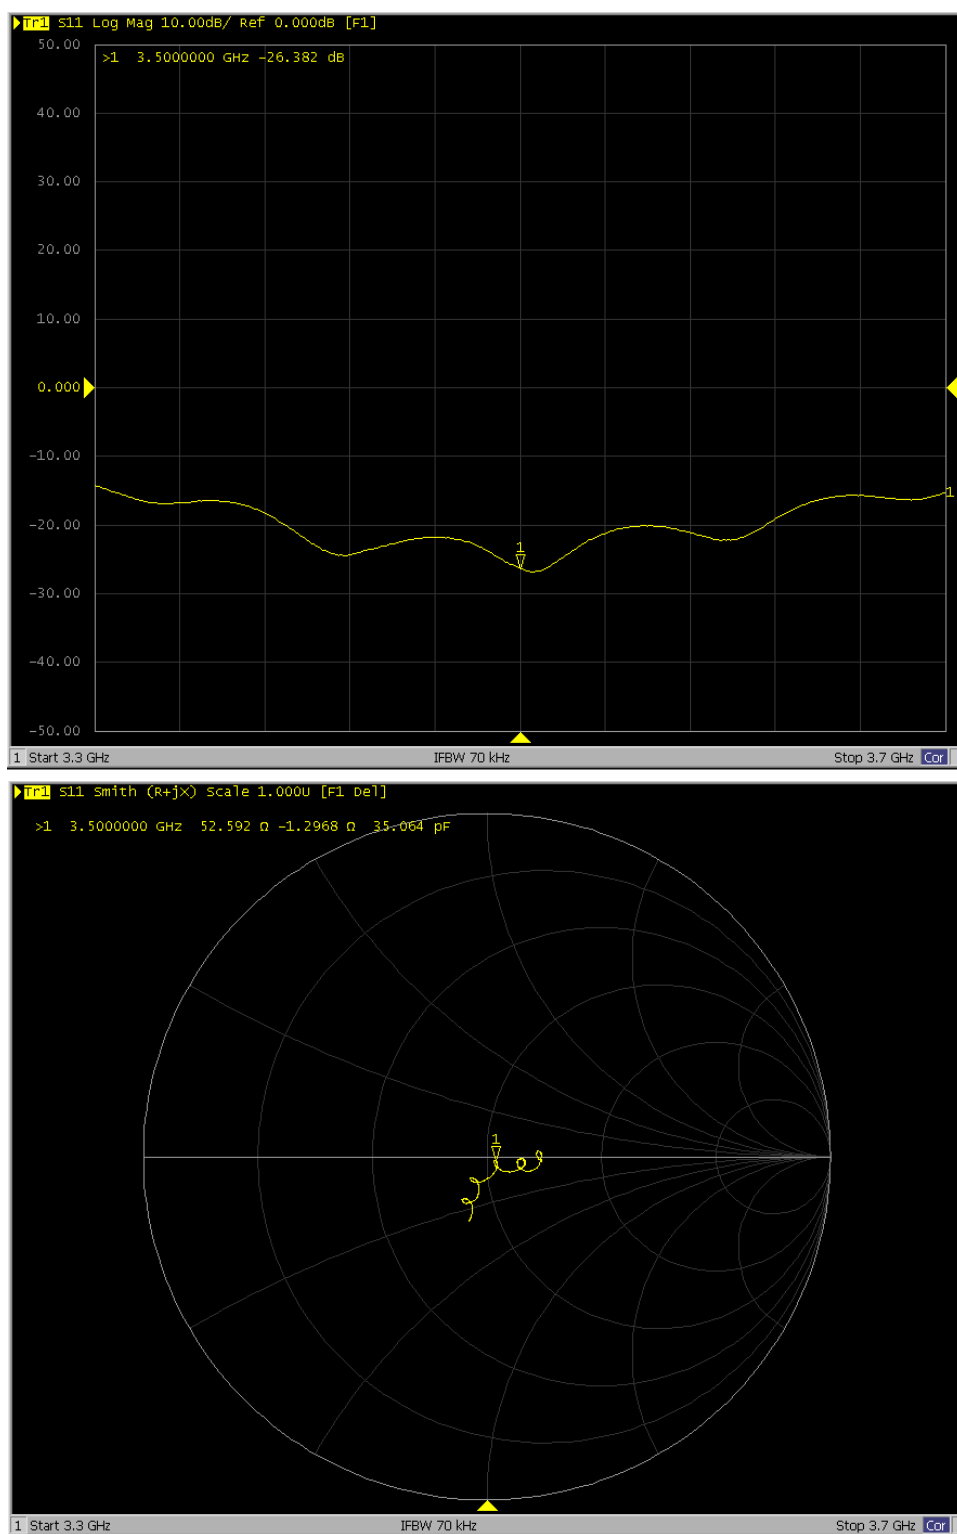 Tr1 S11 Log Mag 10.00dB/ Ref 0.000dB [F1]
50.00
>1 3.5000000 GHz -26.382 dB
40.00
30.00
20.00
10.00
0.000
-10.00
1
-20.00
1
-30.00
-40.00
-50.00
1 Start 3.3 GHz IFBW 70 kHz Stop 3.7 GHz Cor
Tr1 S11 Smith (R+jX) Scale 1.000U [F1 Del]
>1 3.5000000 GHz 52.592 Ω -1.2968 Ω 35.064 pF
1
1 Start 3.3 GHz IFBW 70 kHz Stop 3.7 GHz Cor